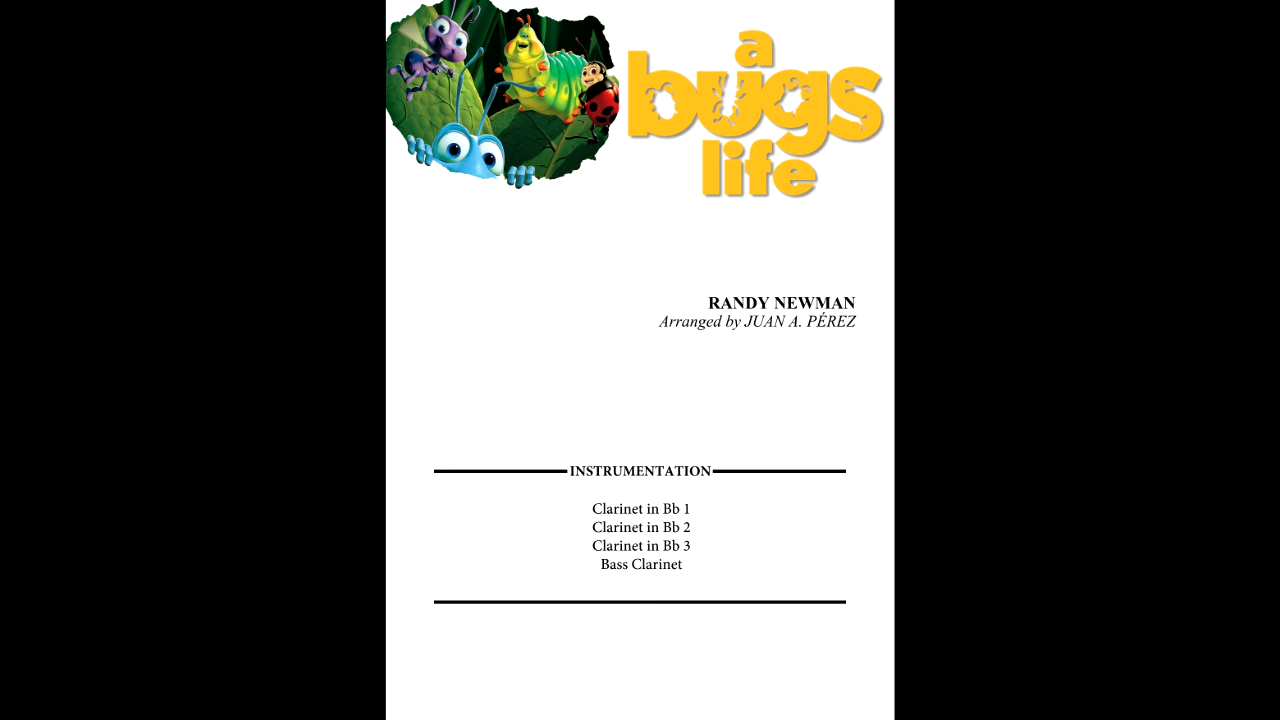 a
bugs
life
RANDY NEWMAN
Arranged by JUAN A. PÉREZ
INSTRUMENTATION
Clarinet in Bb 1
Clarinet in Bb 2
Clarinet in Bb 3
Bass Clarinet